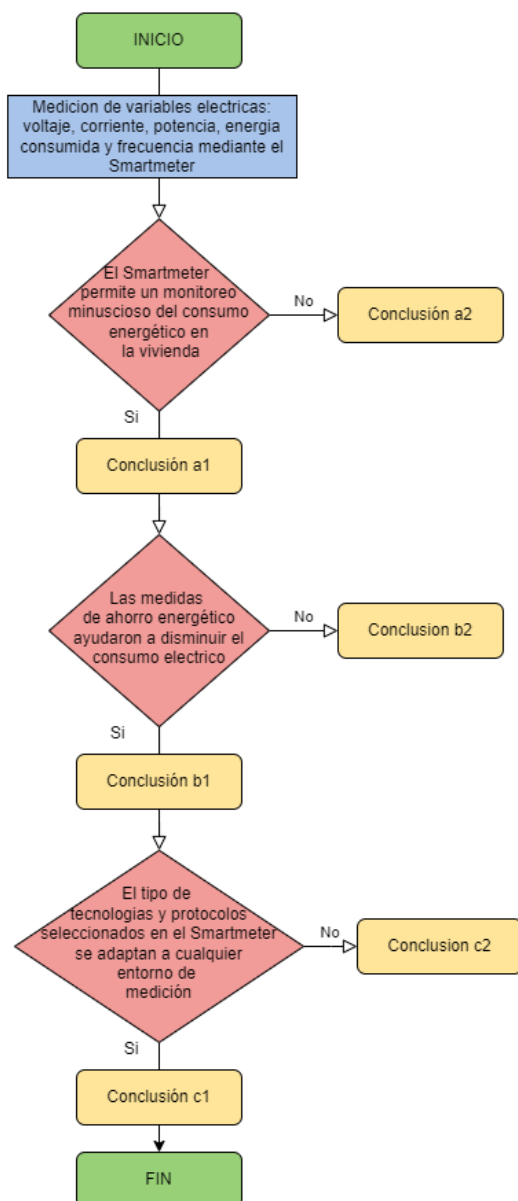 INICIO
Medicion de variables electricas:
voltaje, corriente, potencia, energia
consumida y frecuencia mediante el
Smartmeter
El Smartmeter
permite un monitoreo
minuscioso del consumo
energético en
la vivienda
No
Conclusión a2
Si
Conclusión a1
Las medidas
de ahorro energético
ayudaron a disminuir el
consumo electrico
No
Conclusion b2
Si
Conclusión b1
El tipo de
tecnologías y protocolos
seleccionados en el Smartmeter
se adaptan a cualquier
entorno de
medición
No
Conclusion c2
Si
Conclusión c1
FIN